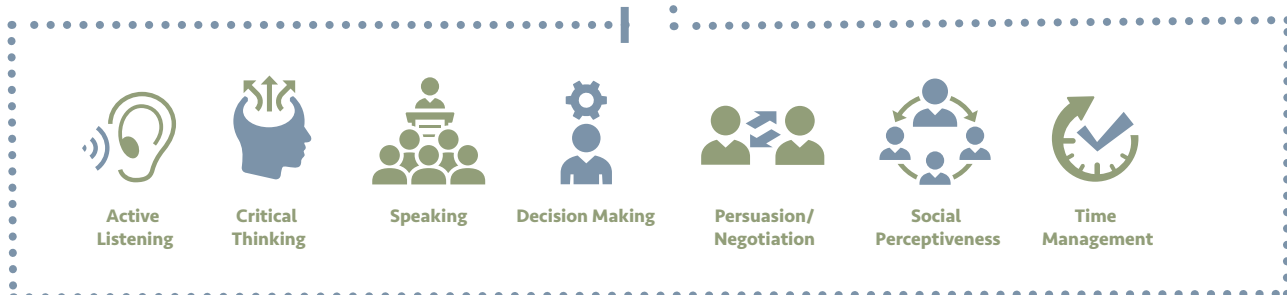 Active
Listening
Critical
Thinking
Speaking
Decision Making
Persuasion/
Negotiation
Social
Perceptiveness
Time
Management